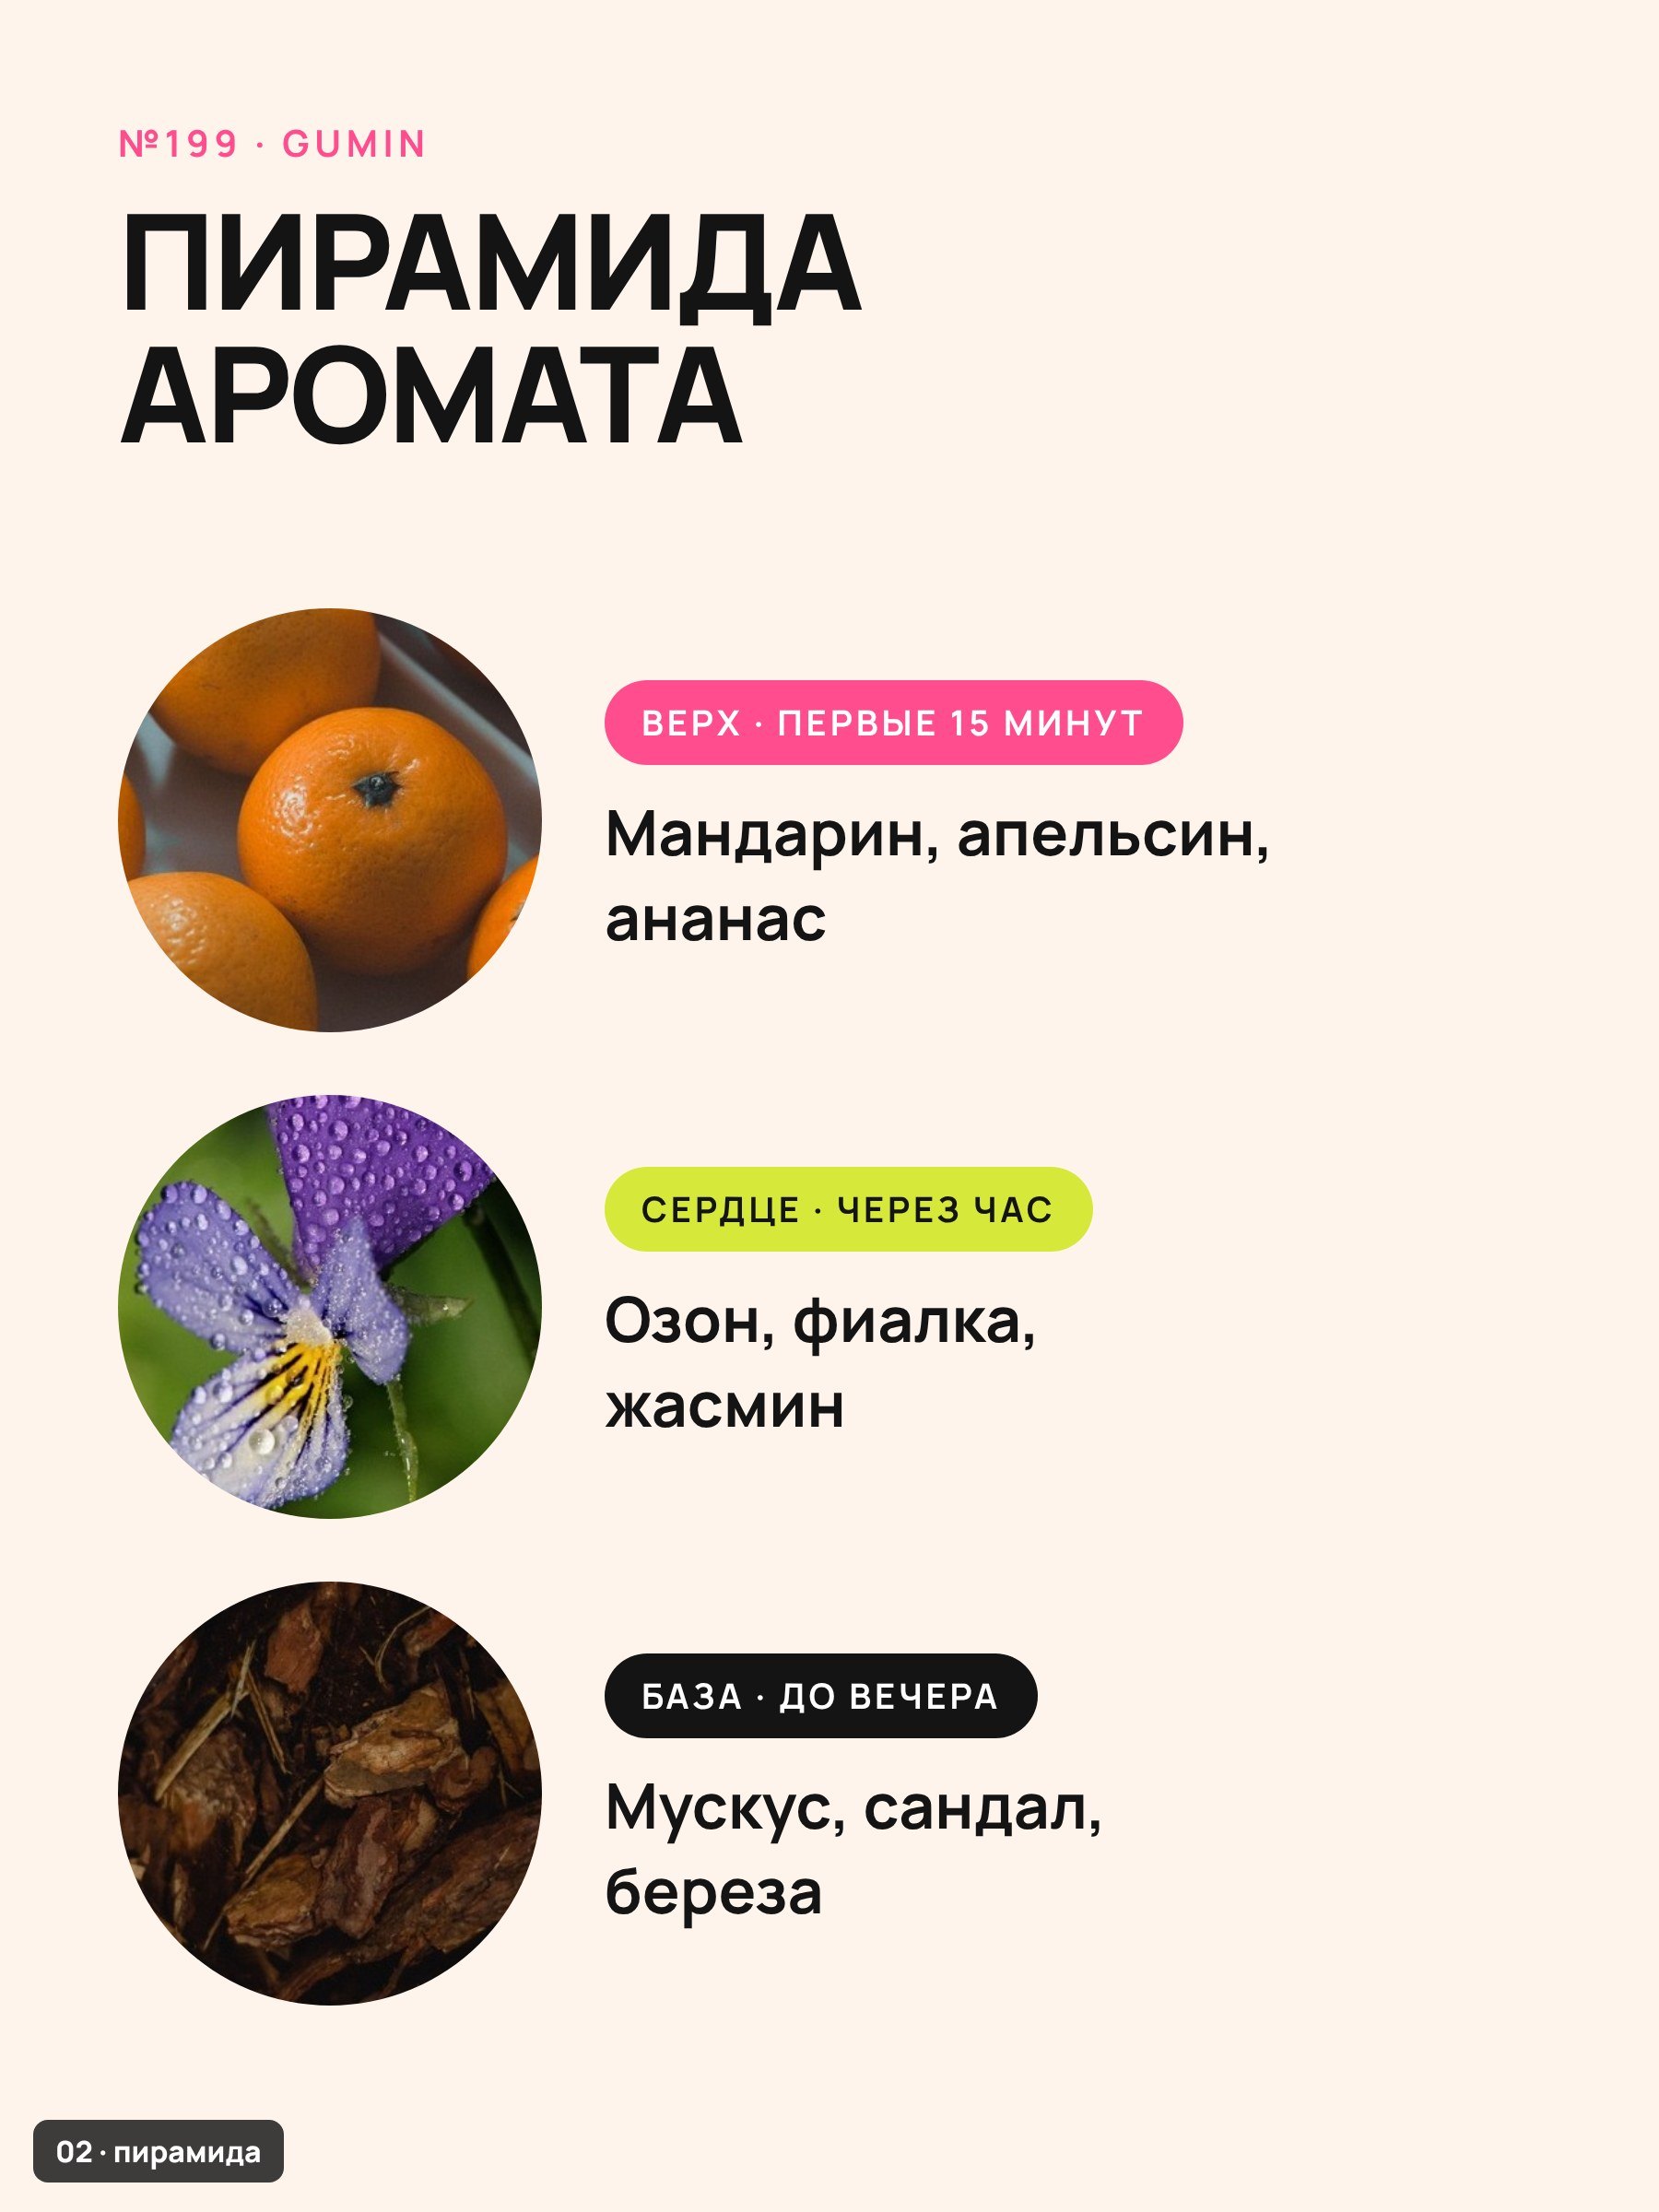 №199 · GUMIN
ПИРАМИДА
АРОМАТА
ВЕРХ · ПЕРВЫЕ 15 МИНУТ
Мандарин, апельсин,
ананас
СЕРДЦЕ · ЧЕРЕЗ ЧАС
Озон, фиалка,
жасмин
БАЗА · ДО ВЕЧЕРА
Мускус, сандал,
береза
02 · пирамида